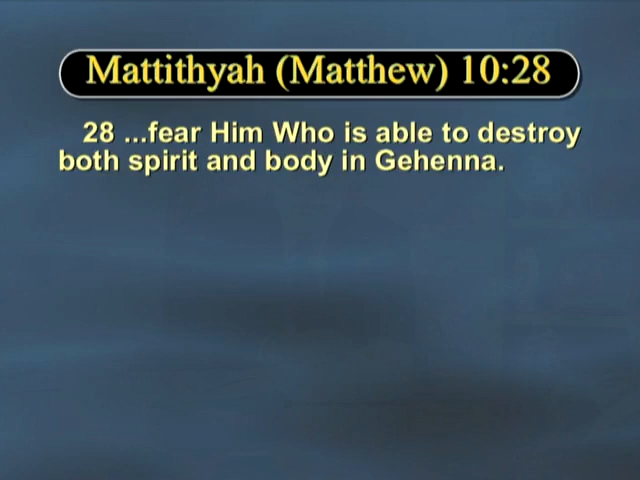 Mattithyah (Matthew) 10:28
28 ...fear Him Who is able to destroy
both spirit and body in Gehenna.